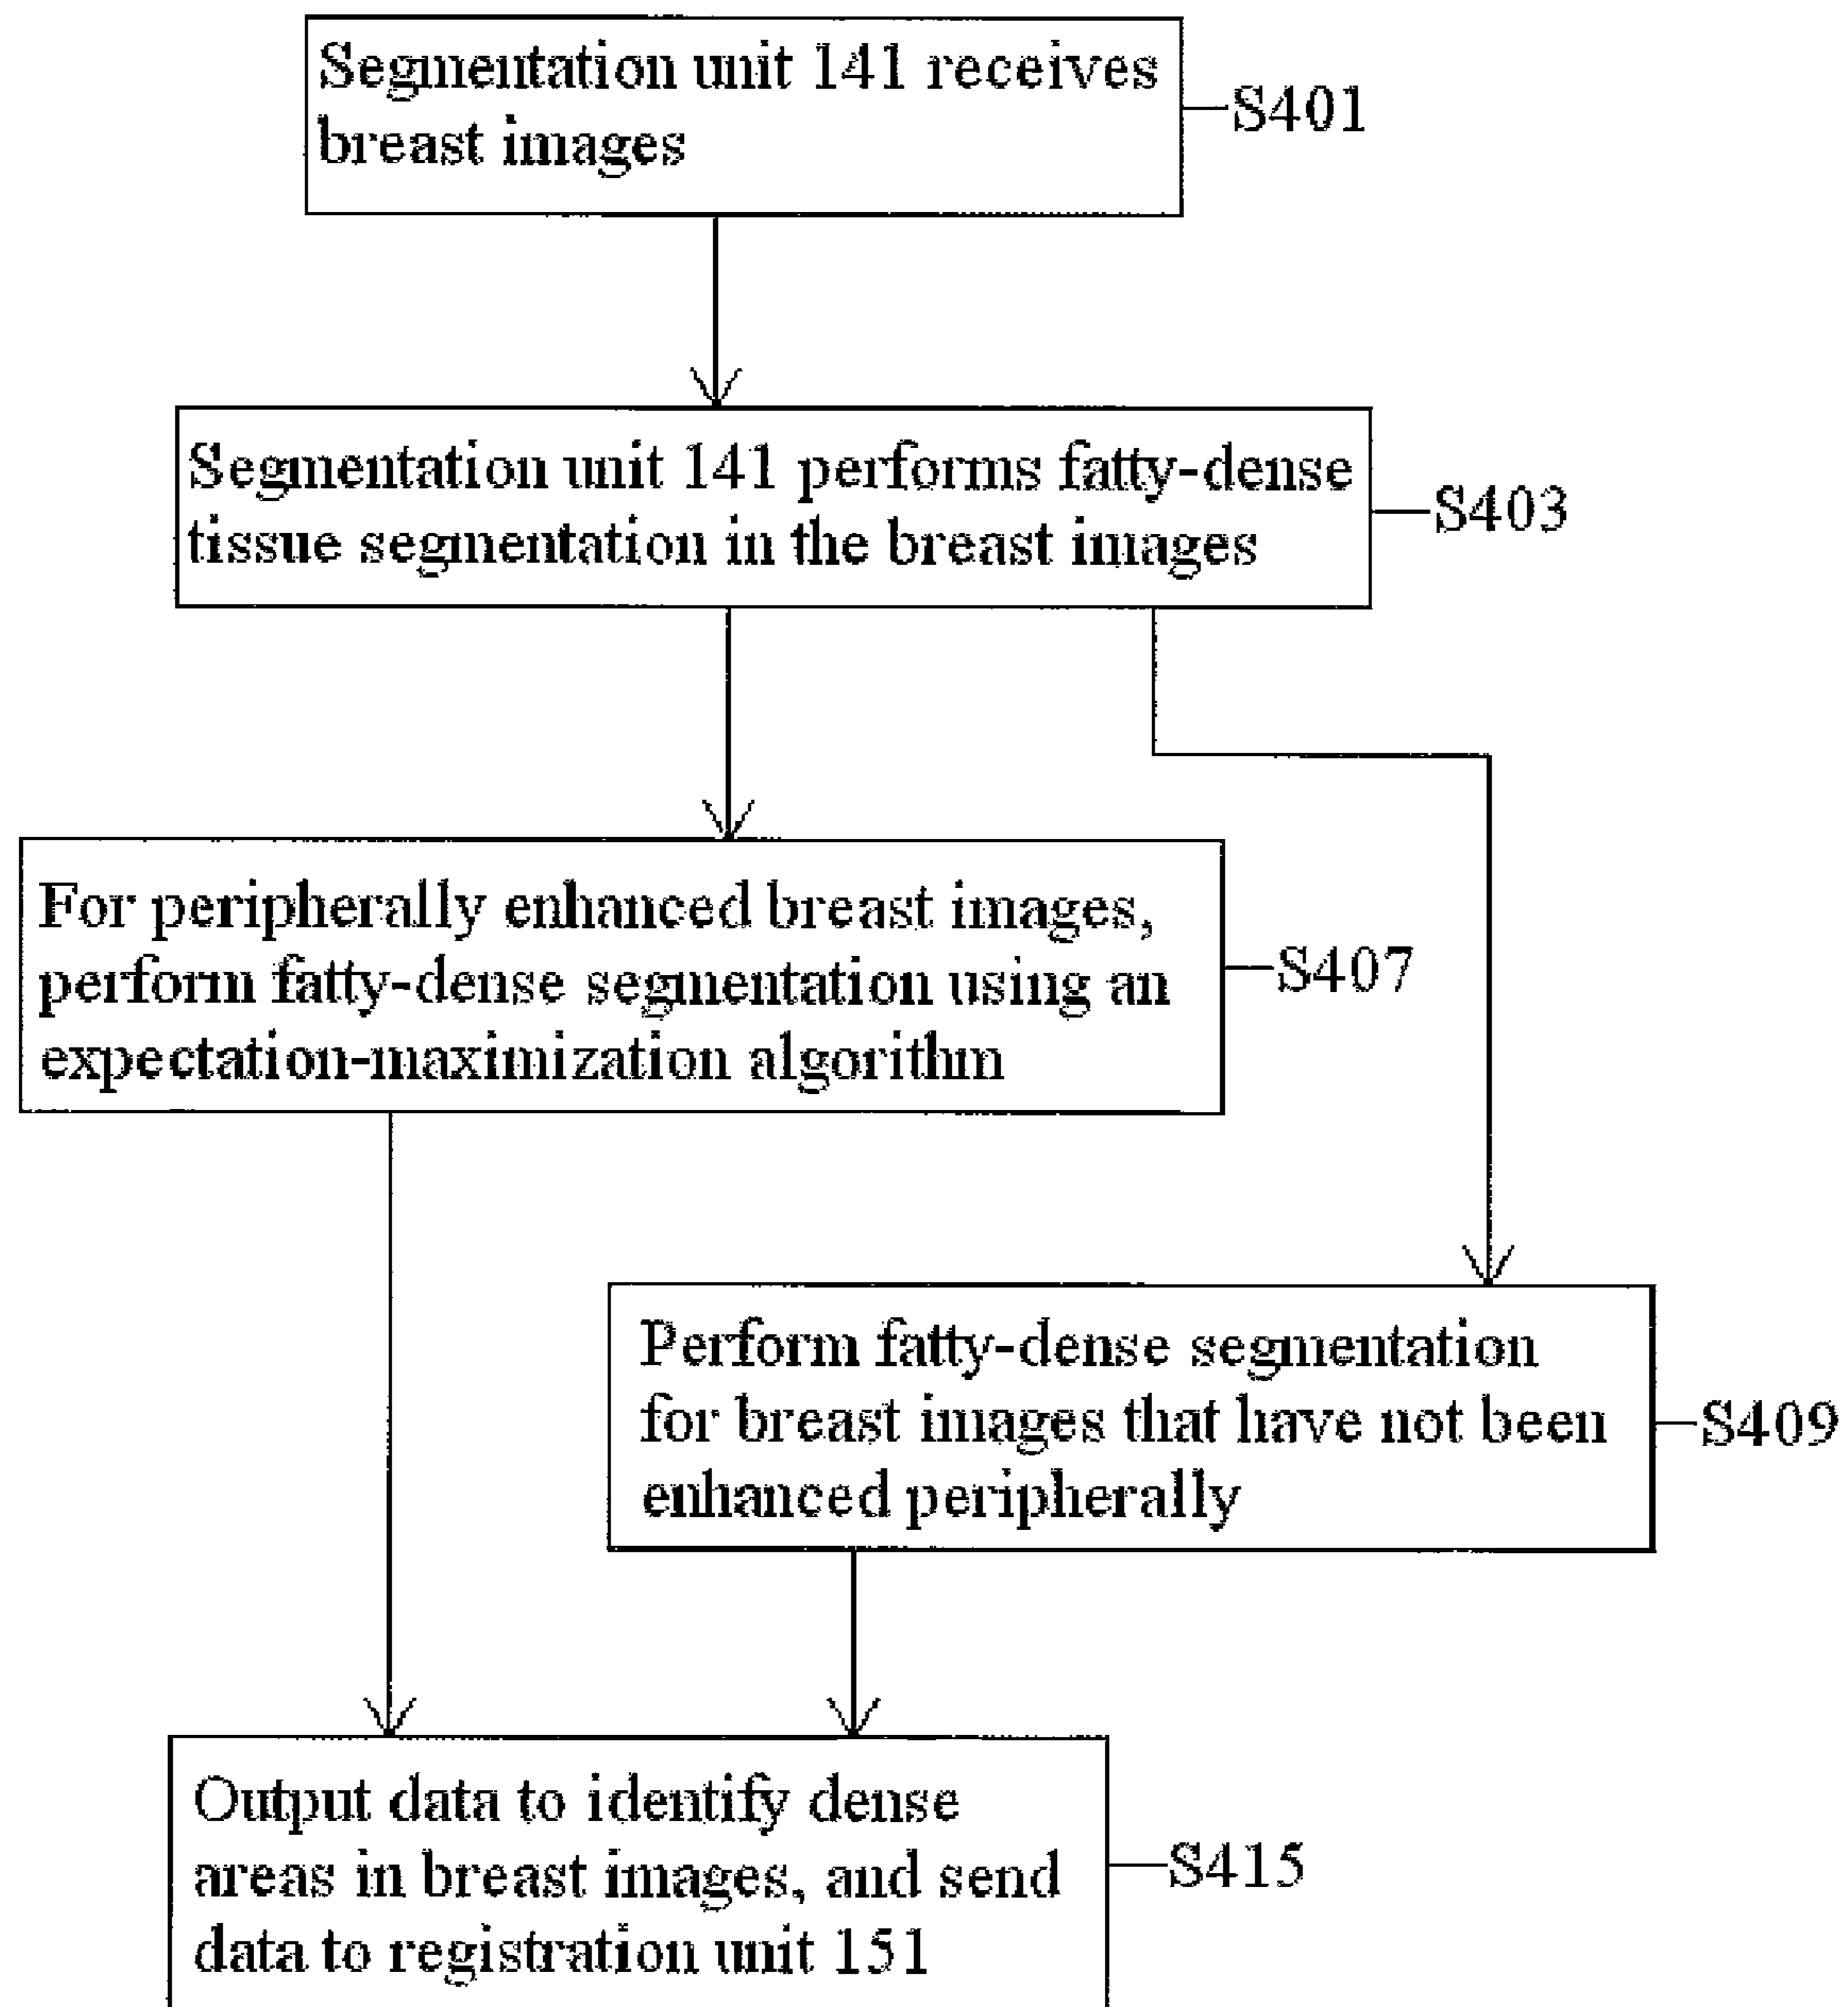 Segmentation unit 141 receives
breast images
S401
Segmentation unit 141 performs fatty-dense
tissue segmentation in the breast images
S403
For peripherally enhanced breast images,
perform fatty-dense segmentation using an
expectation-maximization algorithm
S407
Perform fatty-dense segmentation
for breast images that have not been
enhanced peripherally
S409
Output data to identify dense
areas in breast images, and send
data to registration unit 151
S415